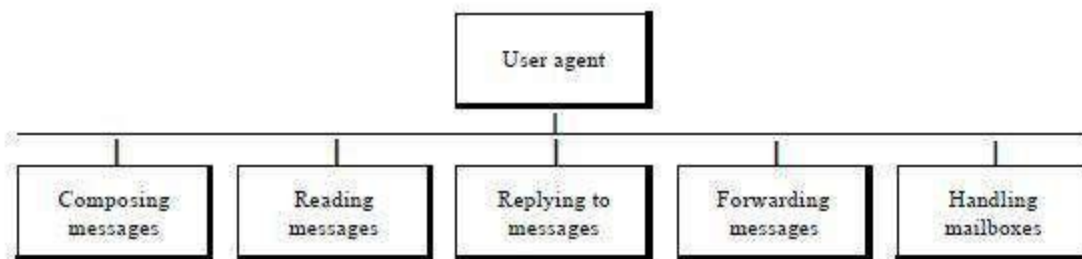 User agent
Composing
messages
Reading
messages
Replying to
messages
Forwarding
messages
Handling
mailboxes